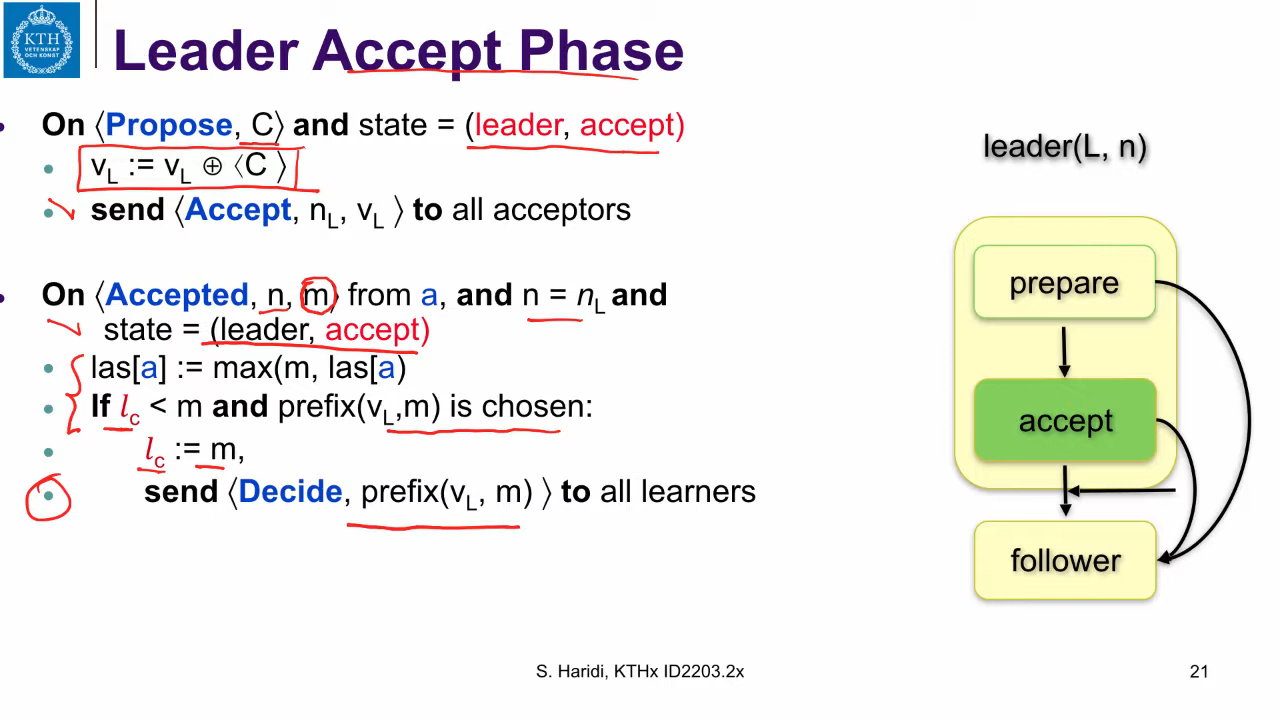 KTH
VETENSKAP
OCH KONST
Leader Accept Phase
• On ⟨Propose, C⟩ and state = (leader, accept)
• v_L := v_L ⊕ ⟨C ⟩
• send ⟨Accept, n_L, v_L ⟩ to all acceptors
• On ⟨Accepted, n, m⟩ from a, and n = n_L and
state = (leader, accept)
• las[a] := max(m, las[a)
• If l_c < m and prefix(v_L,m) is chosen:
• l_c := m,
• send ⟨Decide, prefix(v_L, m) ⟩ to all learners
leader(L, n)
prepare
accept
follower
S. Haridi, KTHx ID2203.2x
21